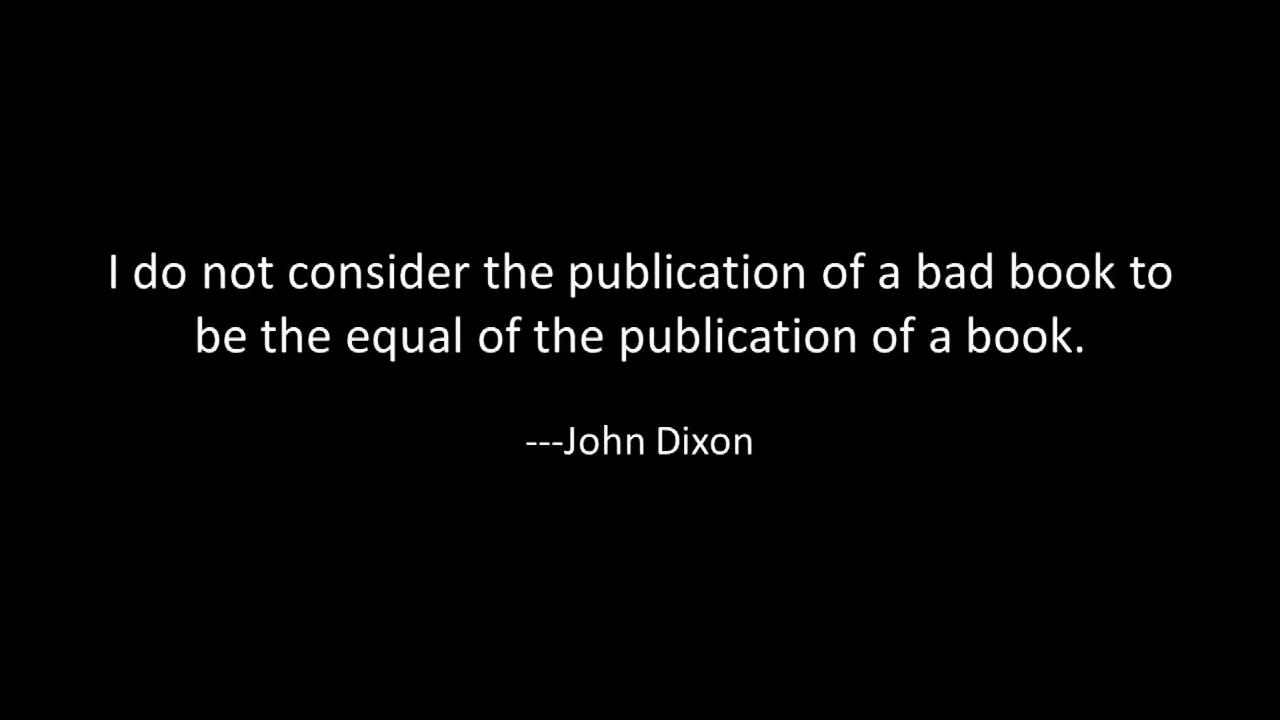 I do not consider the publication of a bad book to
be the equal of the publication of a book.
---John Dixon